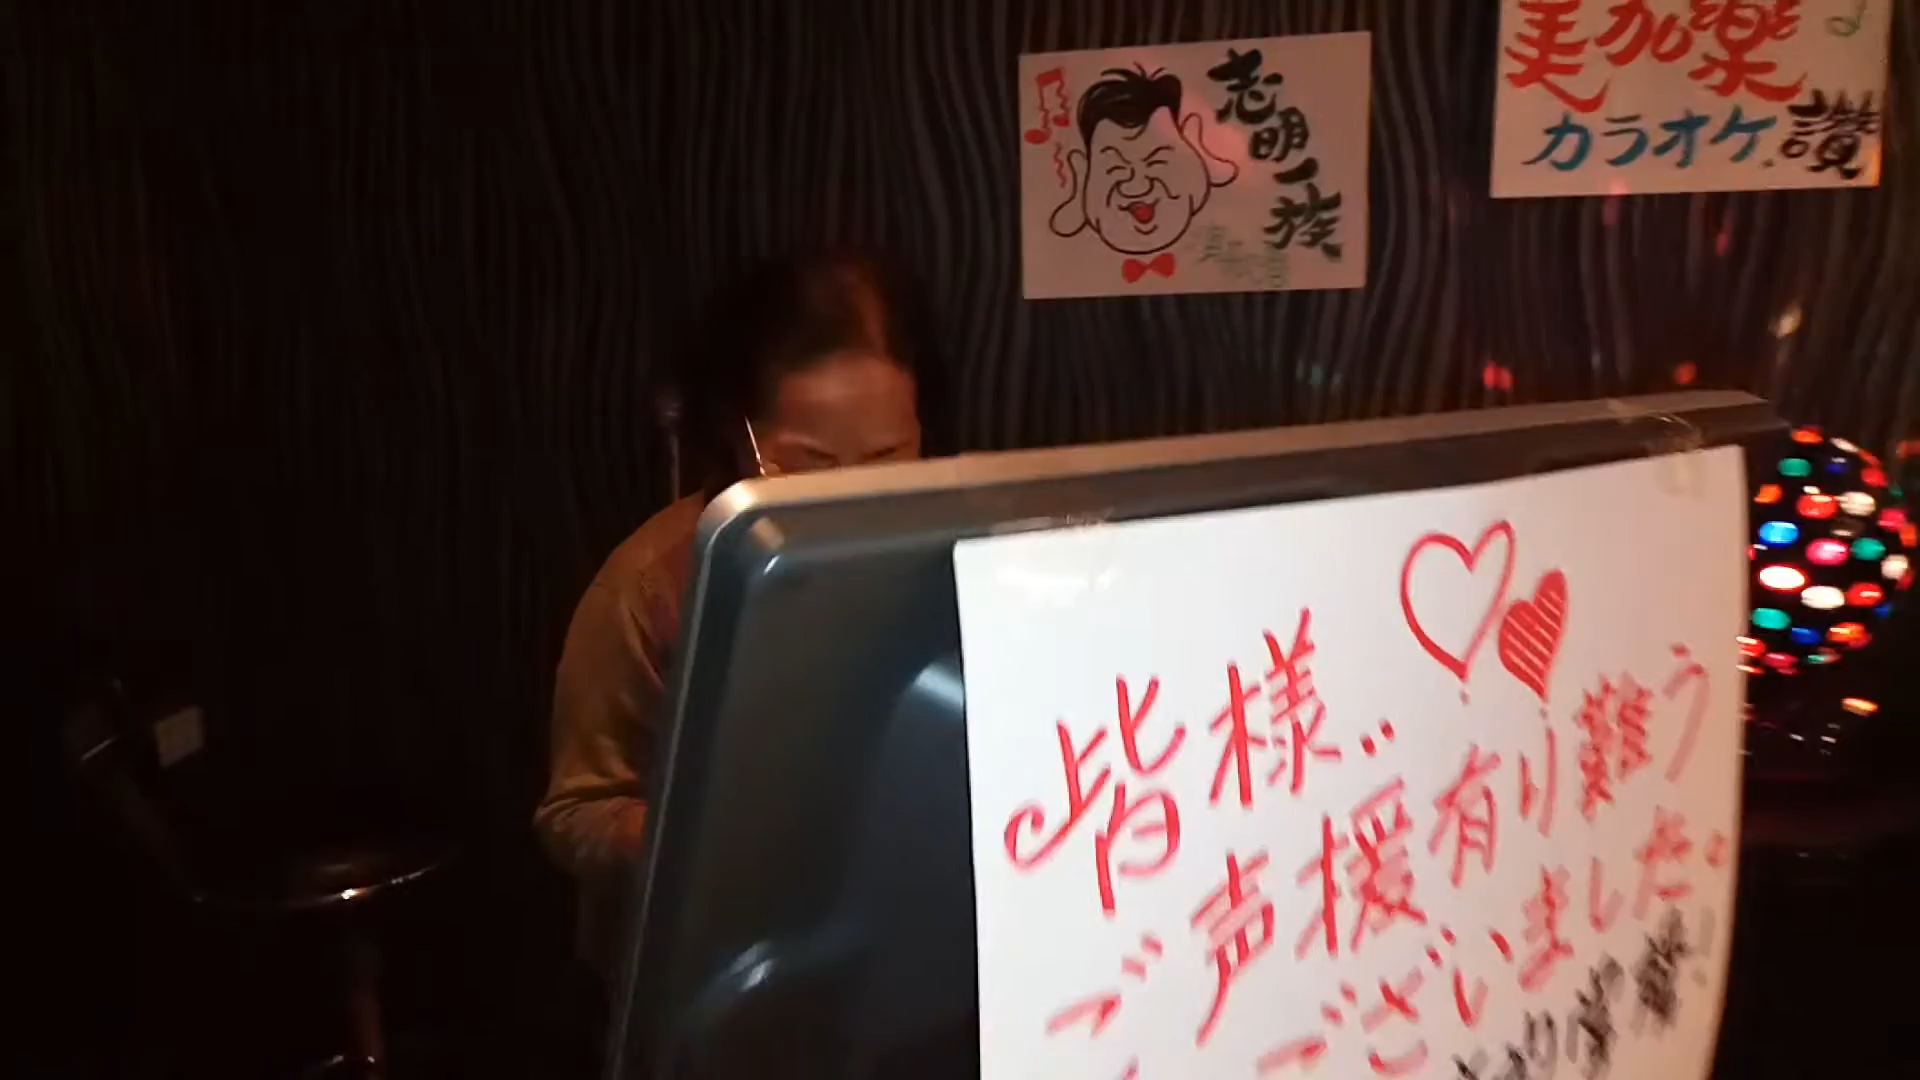 志明一族
美加楽
カラオケ讃
皆様‥
ご声援有り難う
ございました。